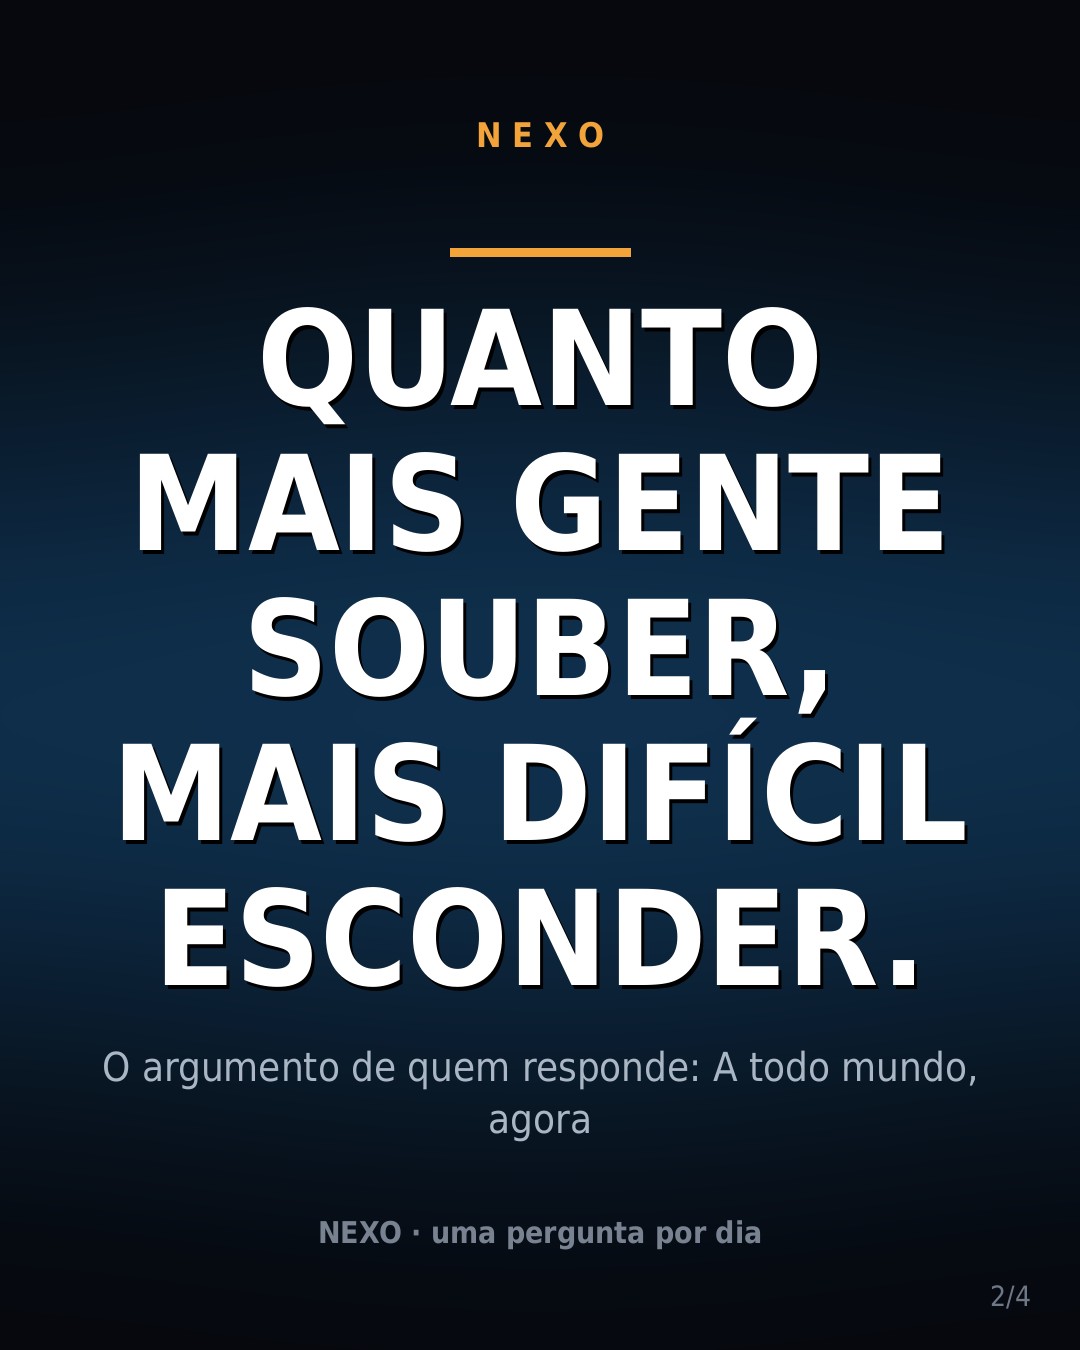 NEXO
QUANTO
MAIS GENTE
SOUBER,
MAIS DIFÍCIL
ESCONDER.
O argumento de quem responde: A todo mundo,
agora
NEXO · uma pergunta por dia
2/4